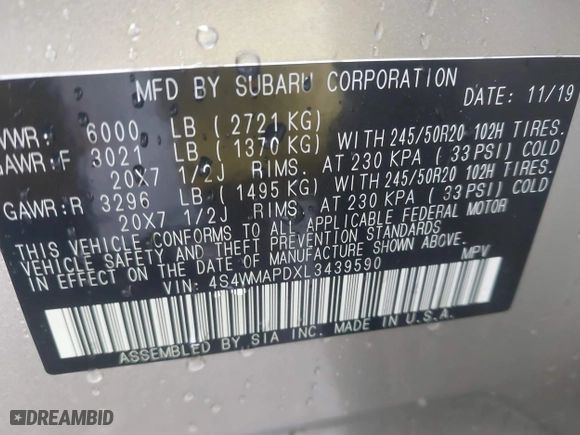 MFD BY SUBARU CORPORATION
DATE: 11/19
VWR: 6000 LB ( 2721 KG)
GAWR:F 3021 LB ( 1370 KG) WITH 245/50R20 102H TIRES.
20X7 1/2J RIMS. AT 230 KPA ( 33 PSI) COLD
GAWR:R 3296 LB ( 1495 KG) WITH 245/50R20 102H TIRES.
20X7 1/2J RIMS. AT 230 KPA ( 33 PSI) COLD
THIS VEHICLE CONFORMS TO ALL APPLICABLE FEDERAL MOTOR
VEHICLE SAFETY AND THEFT PREVENTION STANDARDS
IN EFFECT ON THE DATE OF MANUFACTURE SHOWN ABOVE.
VIN: 4S4WMAPDXL3439590
MPV
ASSEMBLED BY SIA INC. MADE IN U.S.A.
DREAMBID